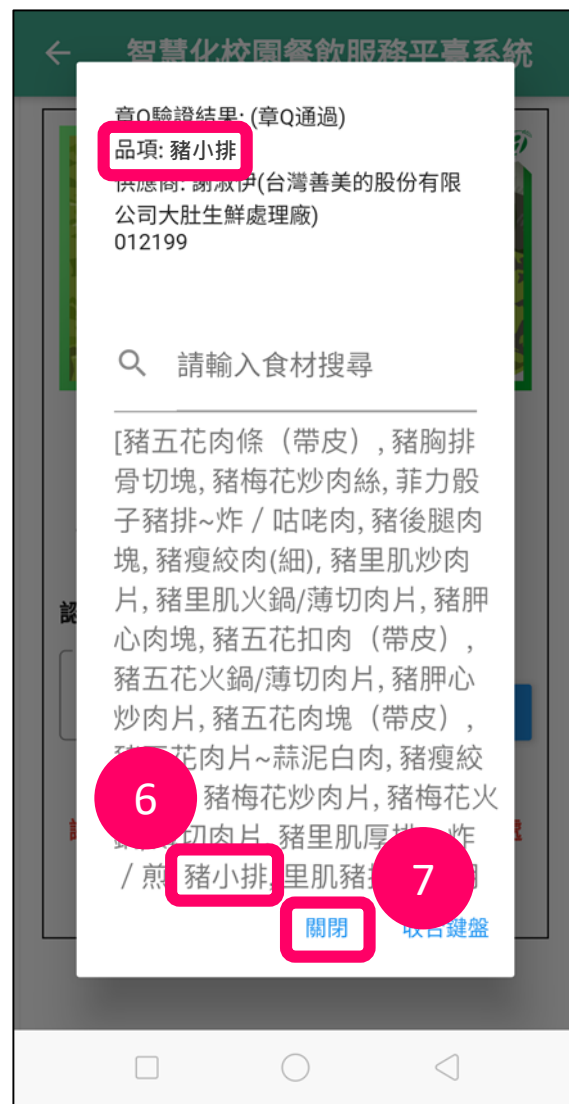 智慧化校園餐飲服務平臺系統
章Q驗證結果: (章Q通過)
品項: 豬小排
供應商: 謝淑伊(台灣善美的股份有限
公司大肚生鮮處理廠)
012199
請輸入食材搜尋
[豬五花肉條（帶皮）, 豬胸排
骨切塊, 豬梅花炒肉絲, 菲力骰
子豬排~炸／咕咾肉, 豬後腿肉
塊, 豬瘦絞肉(細), 豬里肌炒肉
片, 豬里肌火鍋/薄切肉片, 豬胛
心肉塊, 豬五花扣肉（帶皮）,
豬五花火鍋/薄切肉片, 豬胛心
炒肉片, 豬五花肉塊（帶皮）,
花肉片~蒜泥白肉, 豬瘦絞
6 豬梅花炒肉片, 豬梅花火
切肉片, 豬里肌厚排 炸
／煎 豬小排, 里肌豬 7
關閉 收合鍵盤
認